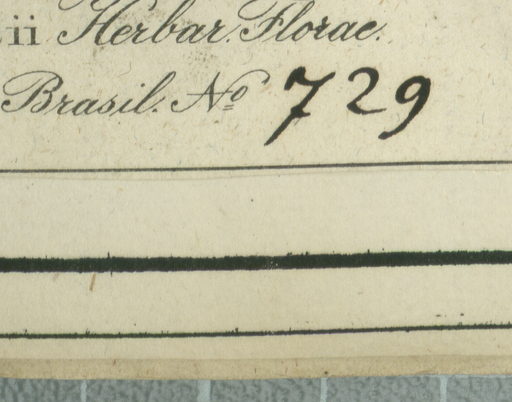 ii Herbar. Florae
Brasil. No 729